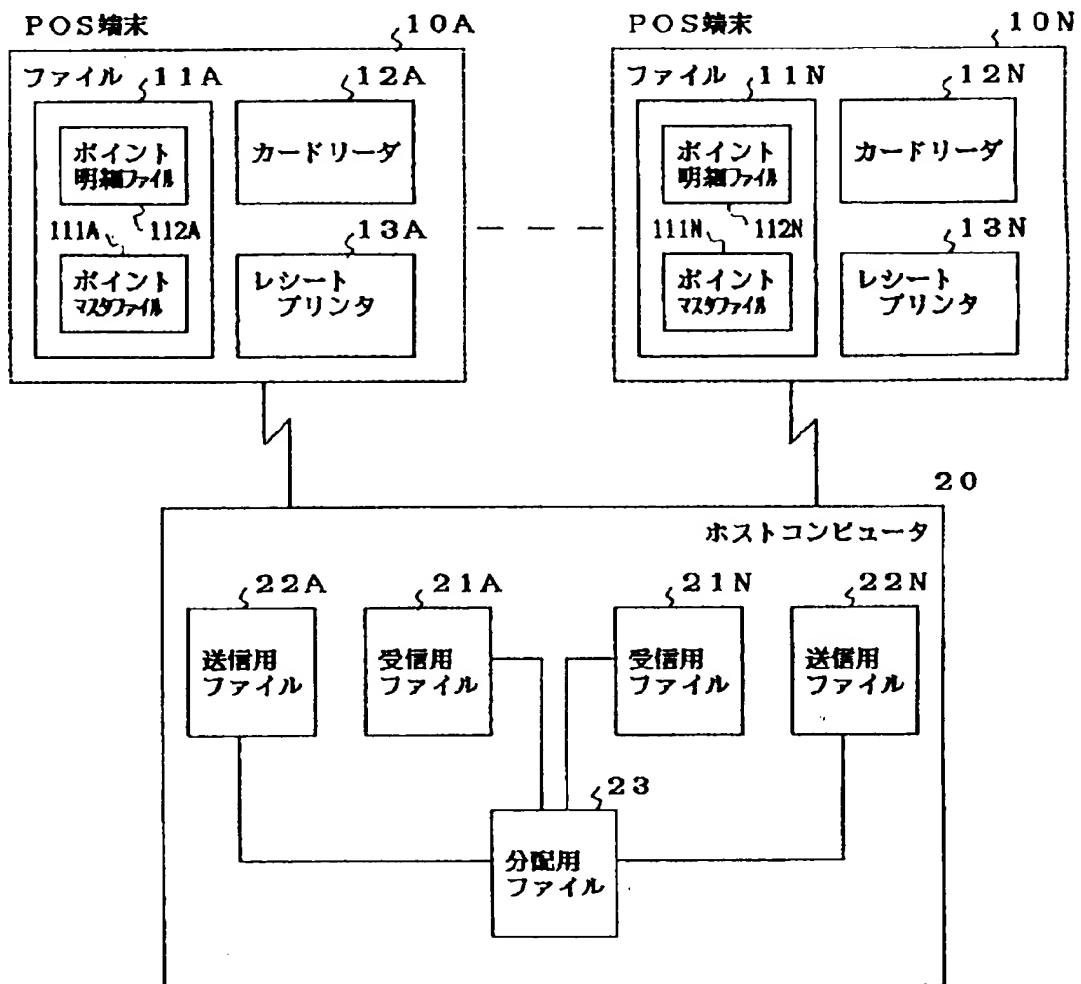 POS端末
10A
ファイル
11A
12A
ポイント
明細ファイル
カードリーダ
111A
112A
13A
ポイント
マスタファイル
レシート
プリンタ
POS端末
10N
ファイル
11N
12N
ポイント
明細ファイル
カードリーダ
111N
112N
13N
ポイント
マスタファイル
レシート
プリンタ
20
ホストコンピュータ
22A
21A
21N
22N
送信用
ファイル
受信用
ファイル
受信用
ファイル
送信用
ファイル
23
分配用
ファイル